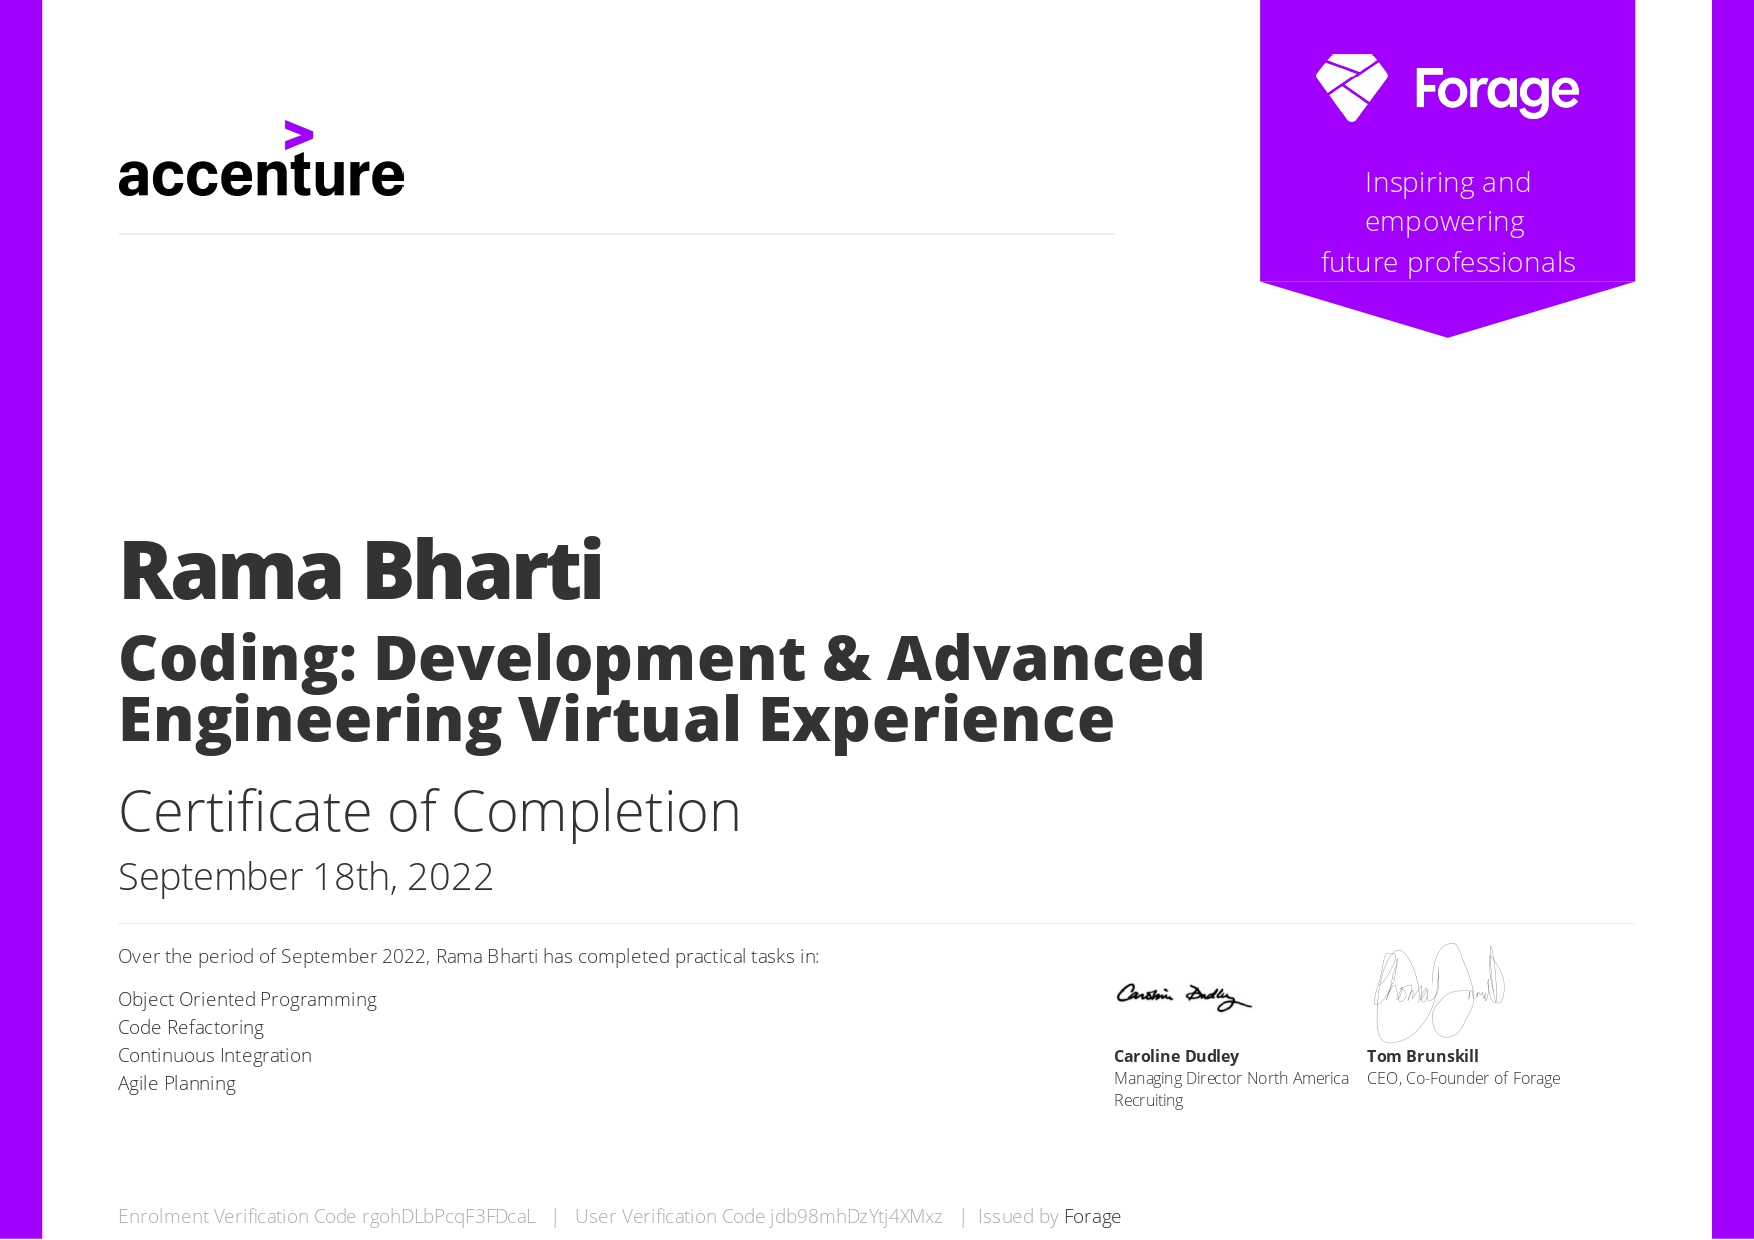 accenture
>
Forage
Inspiring and
empowering
future professionals
Rama Bharti
Coding: Development & Advanced
Engineering Virtual Experience
Certificate of Completion
September 18th, 2022
Over the period of September 2022, Rama Bharti has completed practical tasks in:
Object Oriented Programming
Code Refactoring
Continuous Integration
Agile Planning
Caroline Dudley
Caroline Dudley
Managing Director North America
Recruiting
Tom Brunskill
CEO, Co-Founder of Forage
Enrolment Verification Code rgohDLbPcqF3FDcaL | User Verification Code jdb98mhDzYtj4XMxz | Issued by Forage